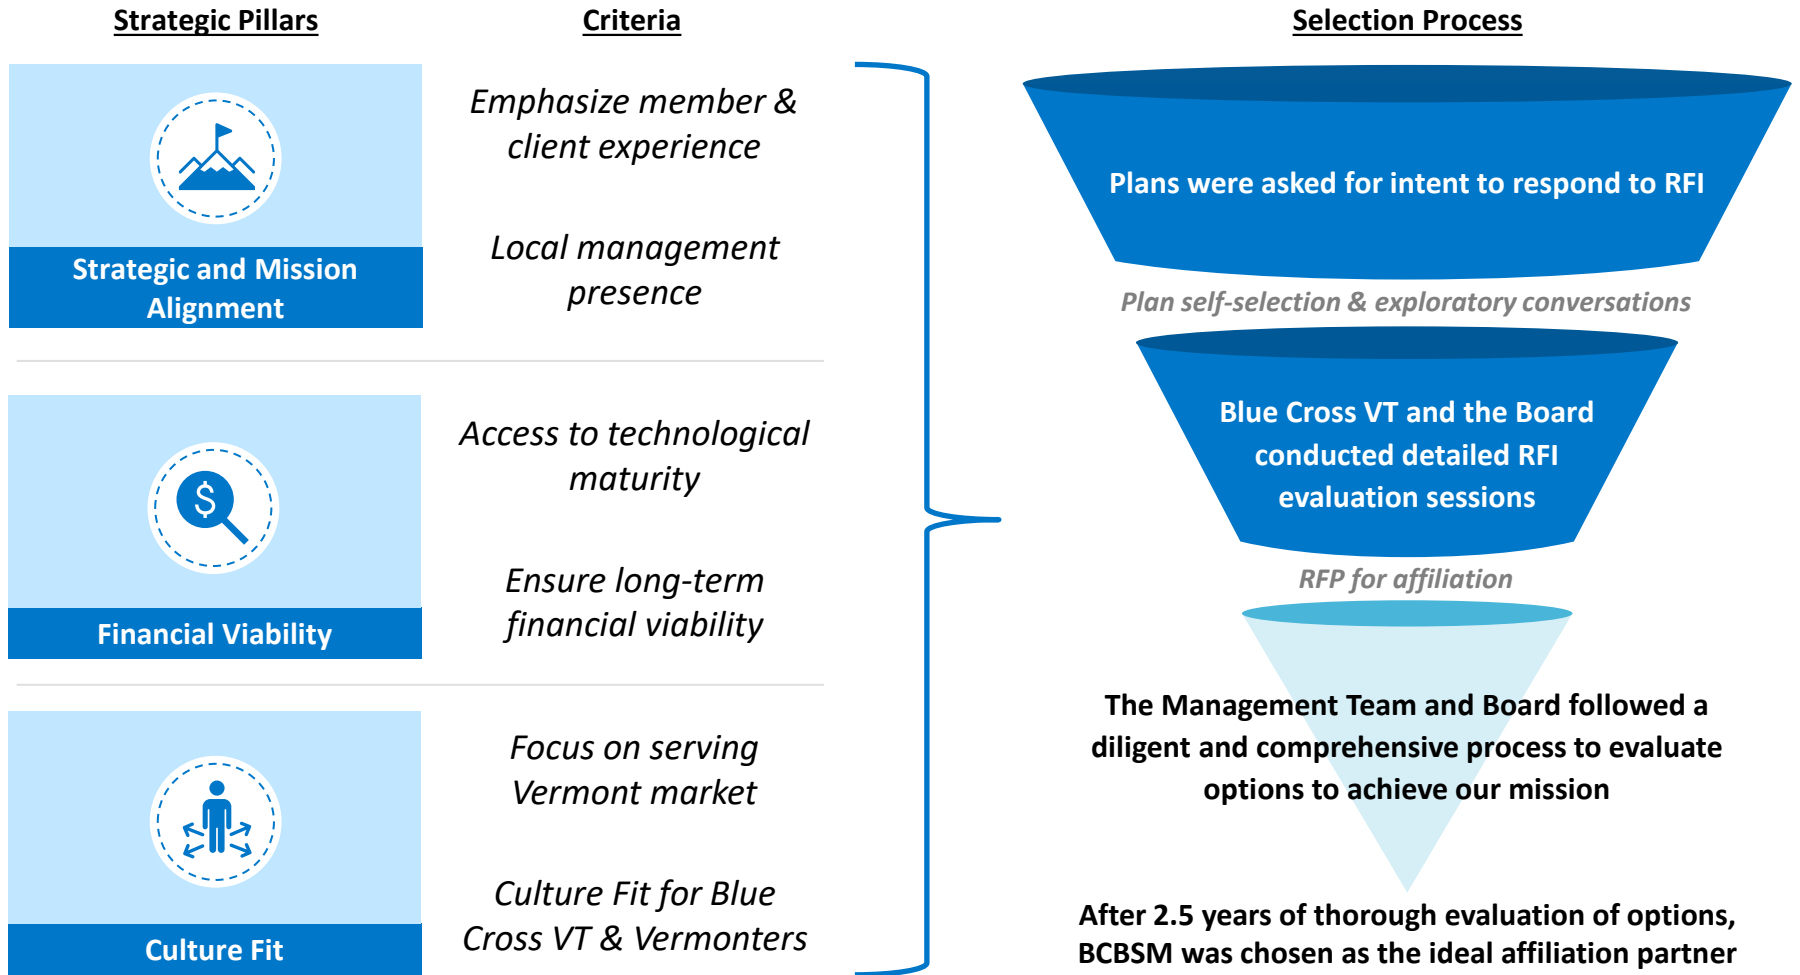 Strategic Pillars
Criteria
Selection Process
Strategic and Mission
Alignment
Emphasize member &
client experience
Local management
presence
$
Financial Viability
Access to technological
maturity
Ensure long-term
financial viability
Culture Fit
Focus on serving
Vermont market
Culture Fit for Blue
Cross VT & Vermonters
Plans were asked for intent to respond to RFI
Plan self-selection & exploratory conversations
Blue Cross VT and the Board
conducted detailed RFI
evaluation sessions
RFP for affiliation
The Management Team and Board followed a
diligent and comprehensive process to evaluate
options to achieve our mission
After 2.5 years of thorough evaluation of options,
BCBSM was chosen as the ideal affiliation partner